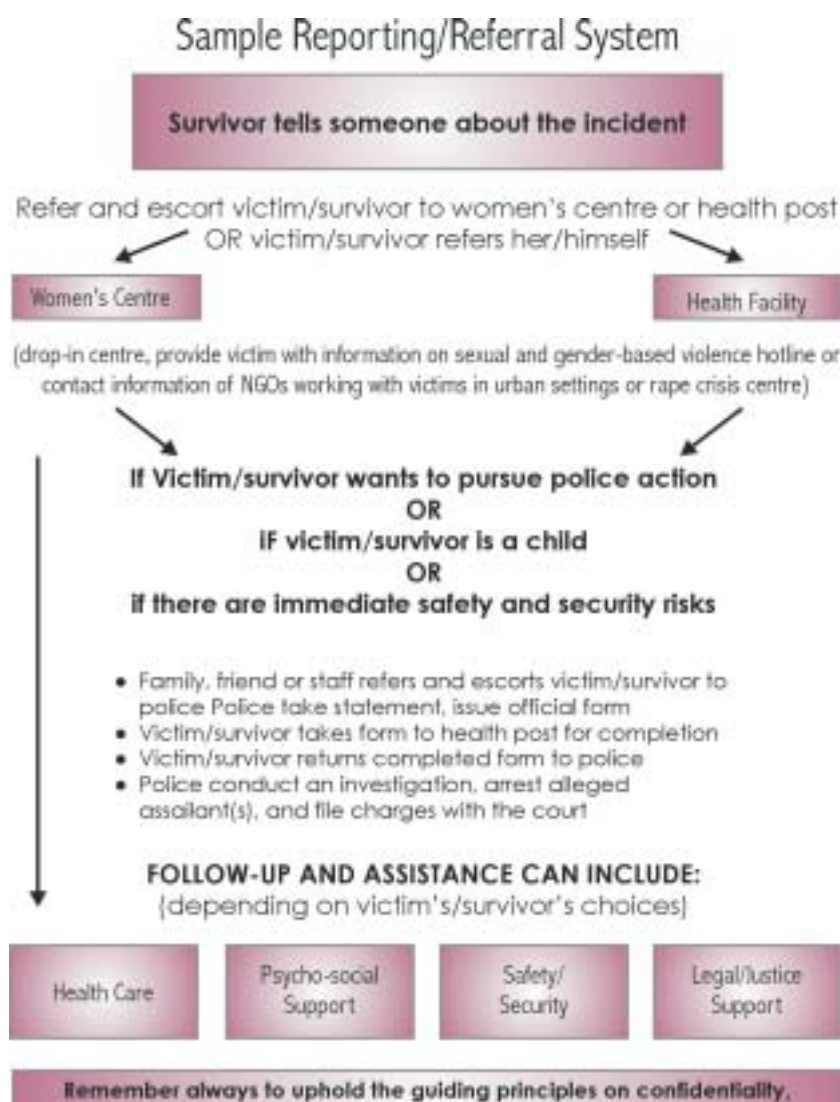 Sample Reporting/Referral System
Survivor tells someone about the incident
Refer and escort victim/survivor to women's centre or health post
OR victim/survivor refers her/himself
Women's Centre
Health Facility
(drop-in centre, provide victim with information on sexual and gender-based violence hotline or
contact information of NGOs working with victims in urban settings or rape crisis centre)
If Victim/survivor wants to pursue police action
OR
iF victim/survivor is a child
OR
if there are immediate safety and security risks
• Family, friend or staff refers and escorts victim/survivor to
police Police take statement, issue official form
• Victim/survivor takes form to health post for completion
• Victim/survivor returns completed form to police
• Police conduct an investigation, arrest alleged
assailant(s), and file charges with the court
FOLLOW-UP AND ASSISTANCE CAN INCLUDE:
(depending on victim's/survivor's choices)
Health Care
Psycho-social
Support
Safety/
Security
Legal/Justice
Support
Remember always to uphold the guiding principles on confidentiality,